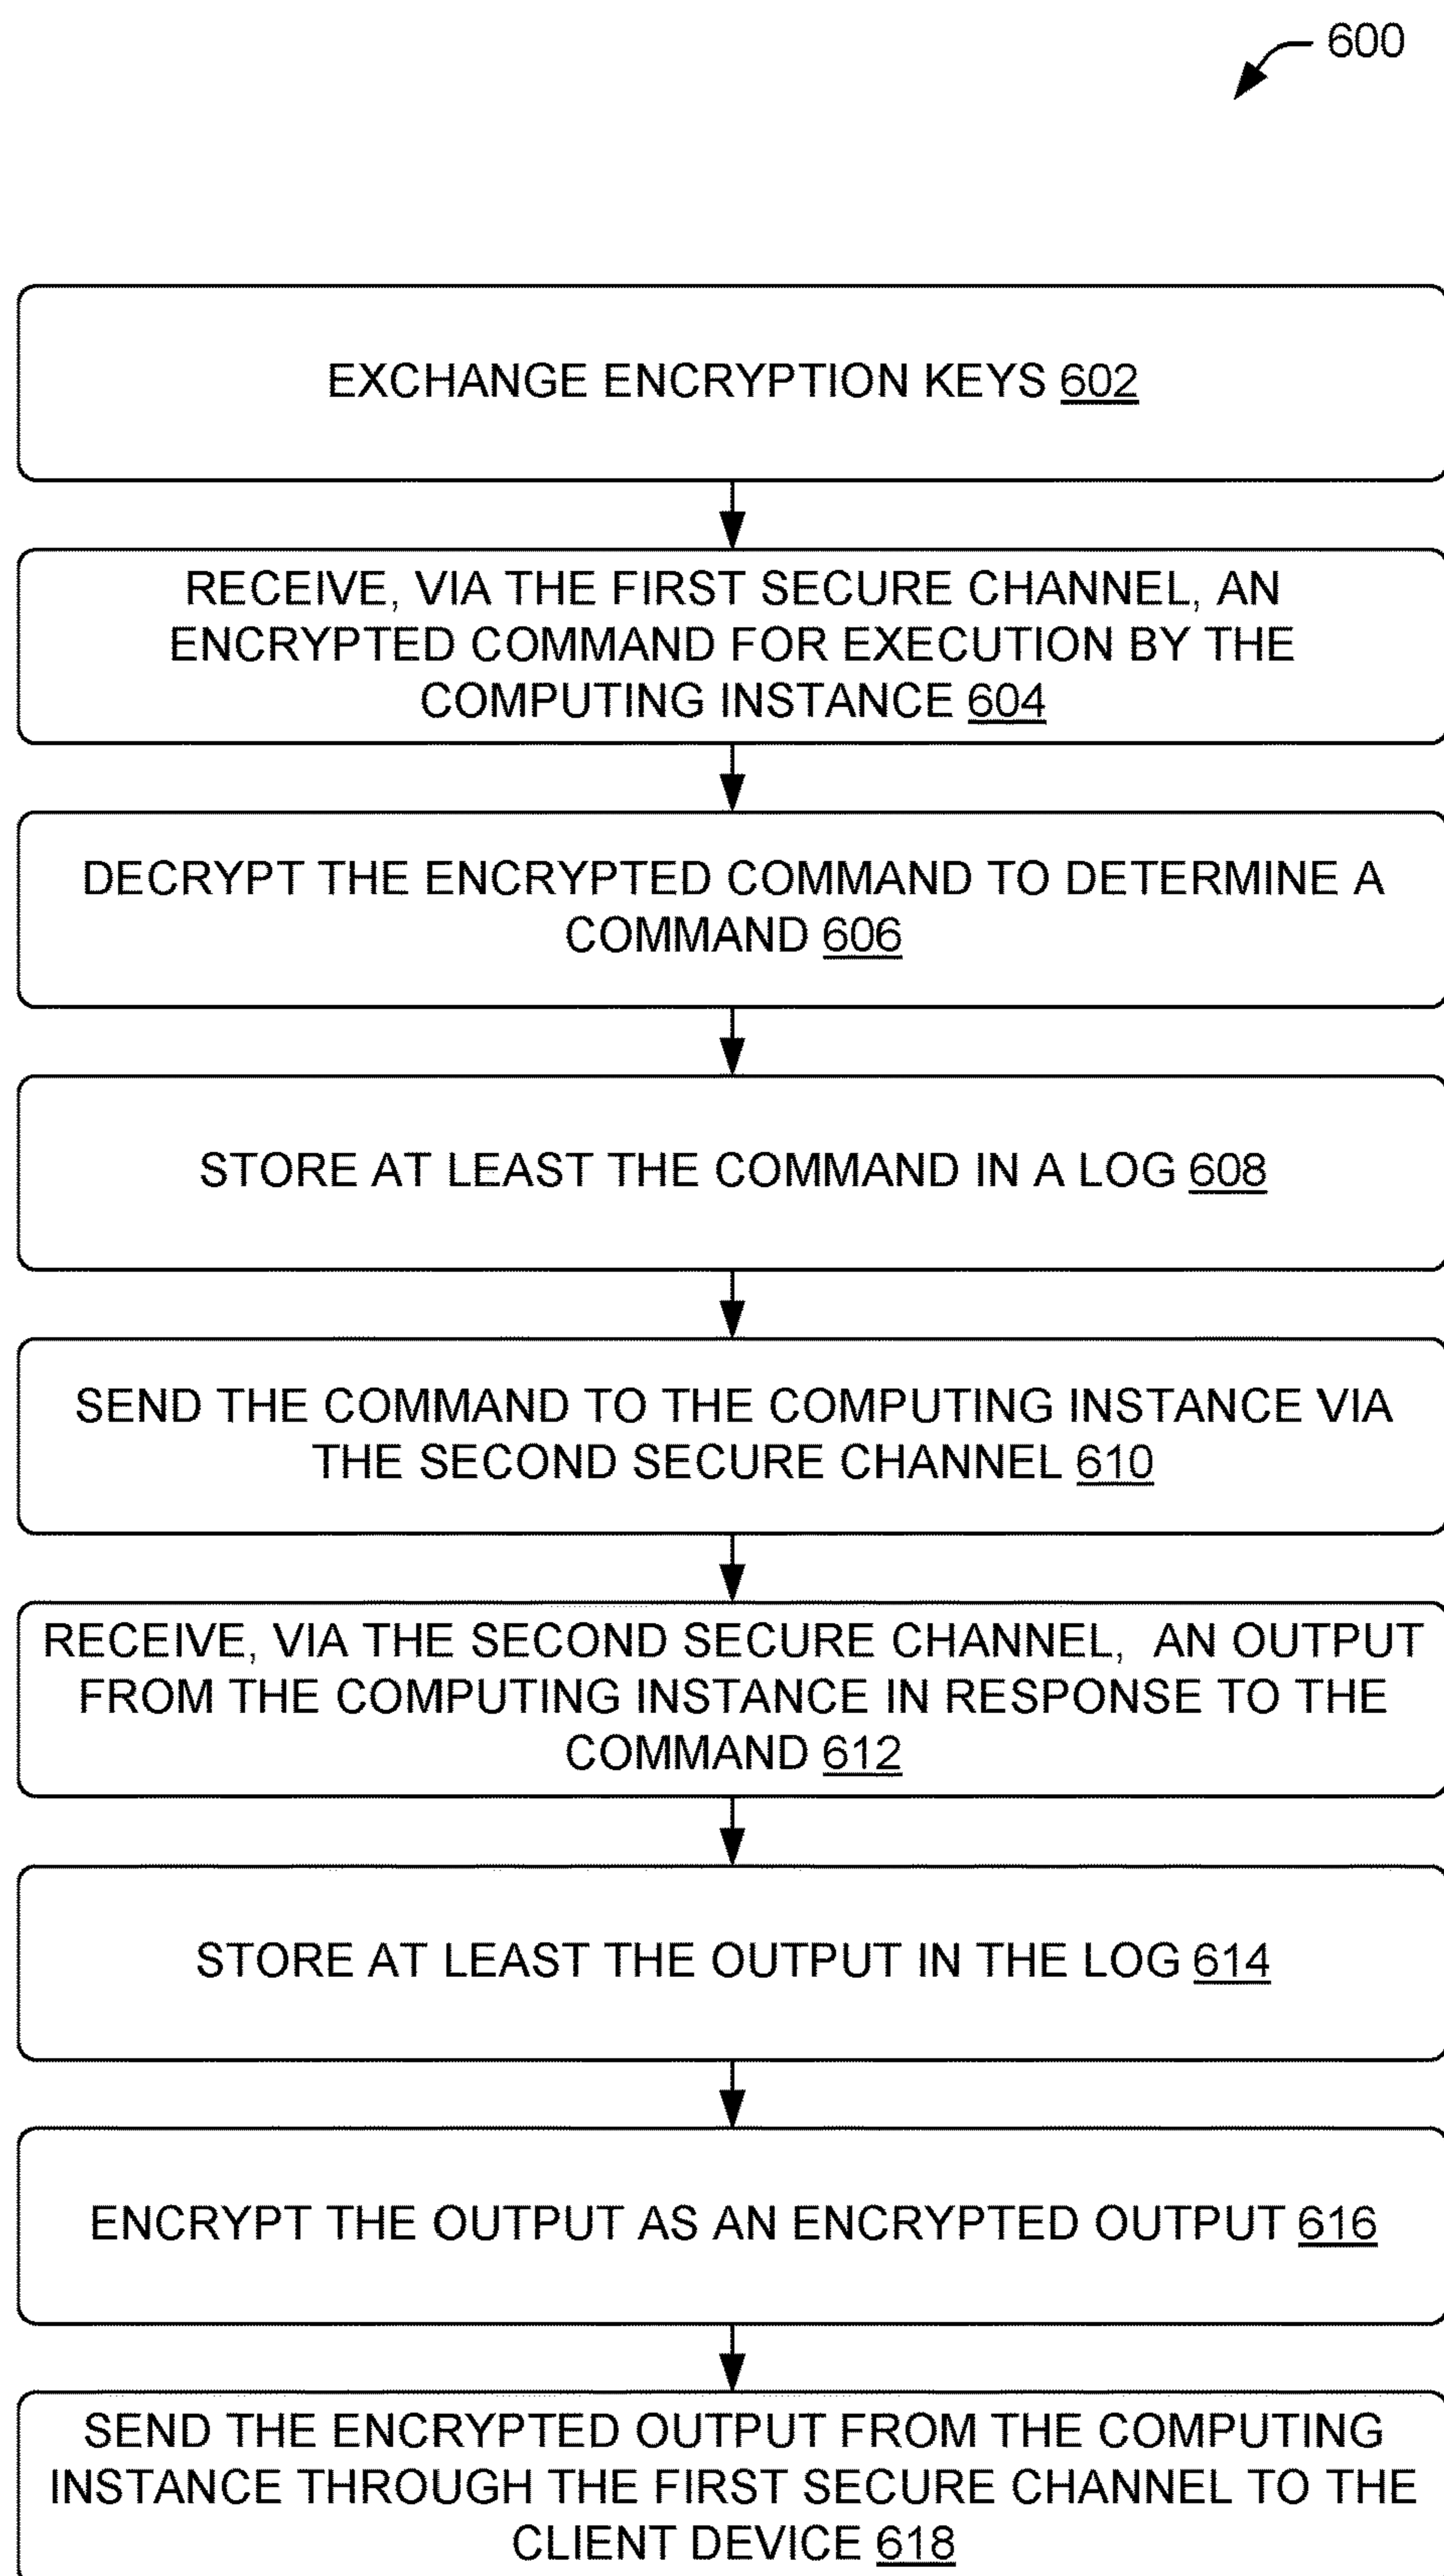 600
EXCHANGE ENCRYPTION KEYS 602
RECEIVE, VIA THE FIRST SECURE CHANNEL, AN
ENCRYPTED COMMAND FOR EXECUTION BY THE
COMPUTING INSTANCE 604
DECRYPT THE ENCRYPTED COMMAND TO DETERMINE A
COMMAND 606
STORE AT LEAST THE COMMAND IN A LOG 608
SEND THE COMMAND TO THE COMPUTING INSTANCE VIA
THE SECOND SECURE CHANNEL 610
RECEIVE, VIA THE SECOND SECURE CHANNEL, AN OUTPUT
FROM THE COMPUTING INSTANCE IN RESPONSE TO THE
COMMAND 612
STORE AT LEAST THE OUTPUT IN THE LOG 614
ENCRYPT THE OUTPUT AS AN ENCRYPTED OUTPUT 616
SEND THE ENCRYPTED OUTPUT FROM THE COMPUTING
INSTANCE THROUGH THE FIRST SECURE CHANNEL TO THE
CLIENT DEVICE 618